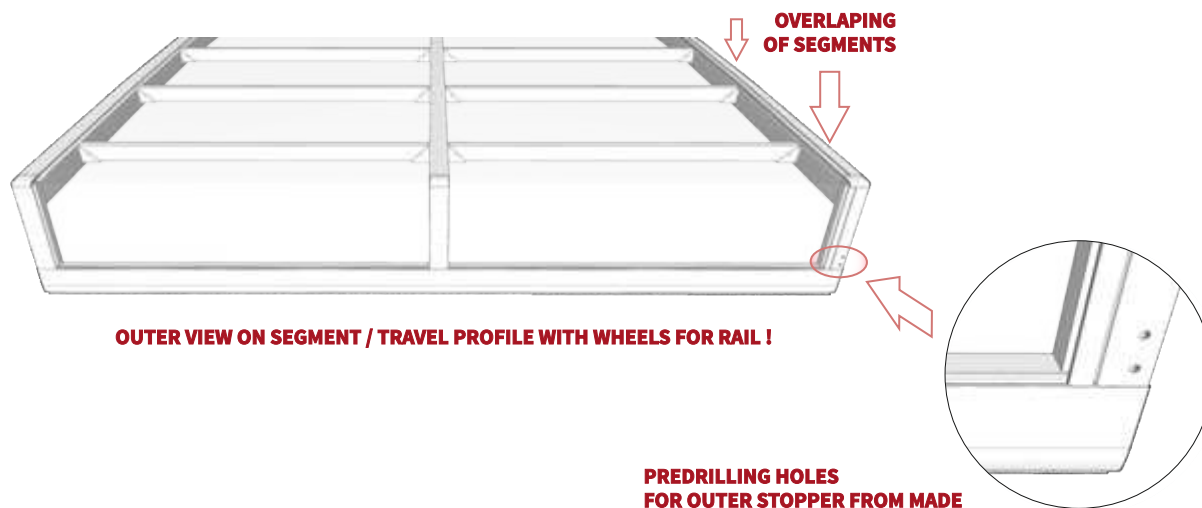 OVERLAPING
OF SEGMENTS
OUTER VIEW ON SEGMENT / TRAVEL PROFILE WITH WHEELS FOR RAIL !
PREDRILLING HOLES
FOR OUTER STOPPER FROM MADE